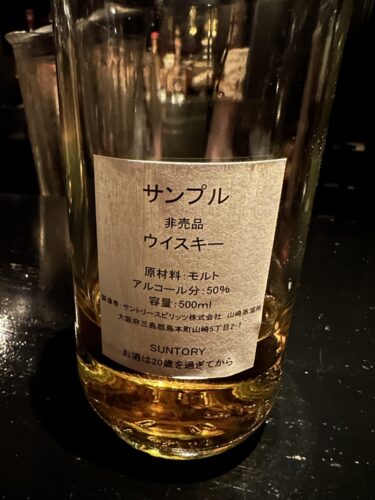 サンプル
非売品
ウイスキー
原材料:モルト
アルコール分:50%
容量:500ml
製造者:サントリースピリッツ株式会社 山崎蒸溜所
大阪府三島郡島本町山崎5丁目2-1
SUNTORY
お酒は20歳を過ぎてから